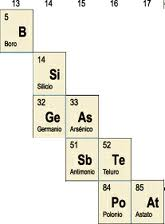 13 14 15 16 17
5
B
Boro
14
Si
Silicio
32 33
Ge As
Germanio Arsénico
51 52
Sb Te
Antimonio Teluro
84 85
Po At
Polonio Astato